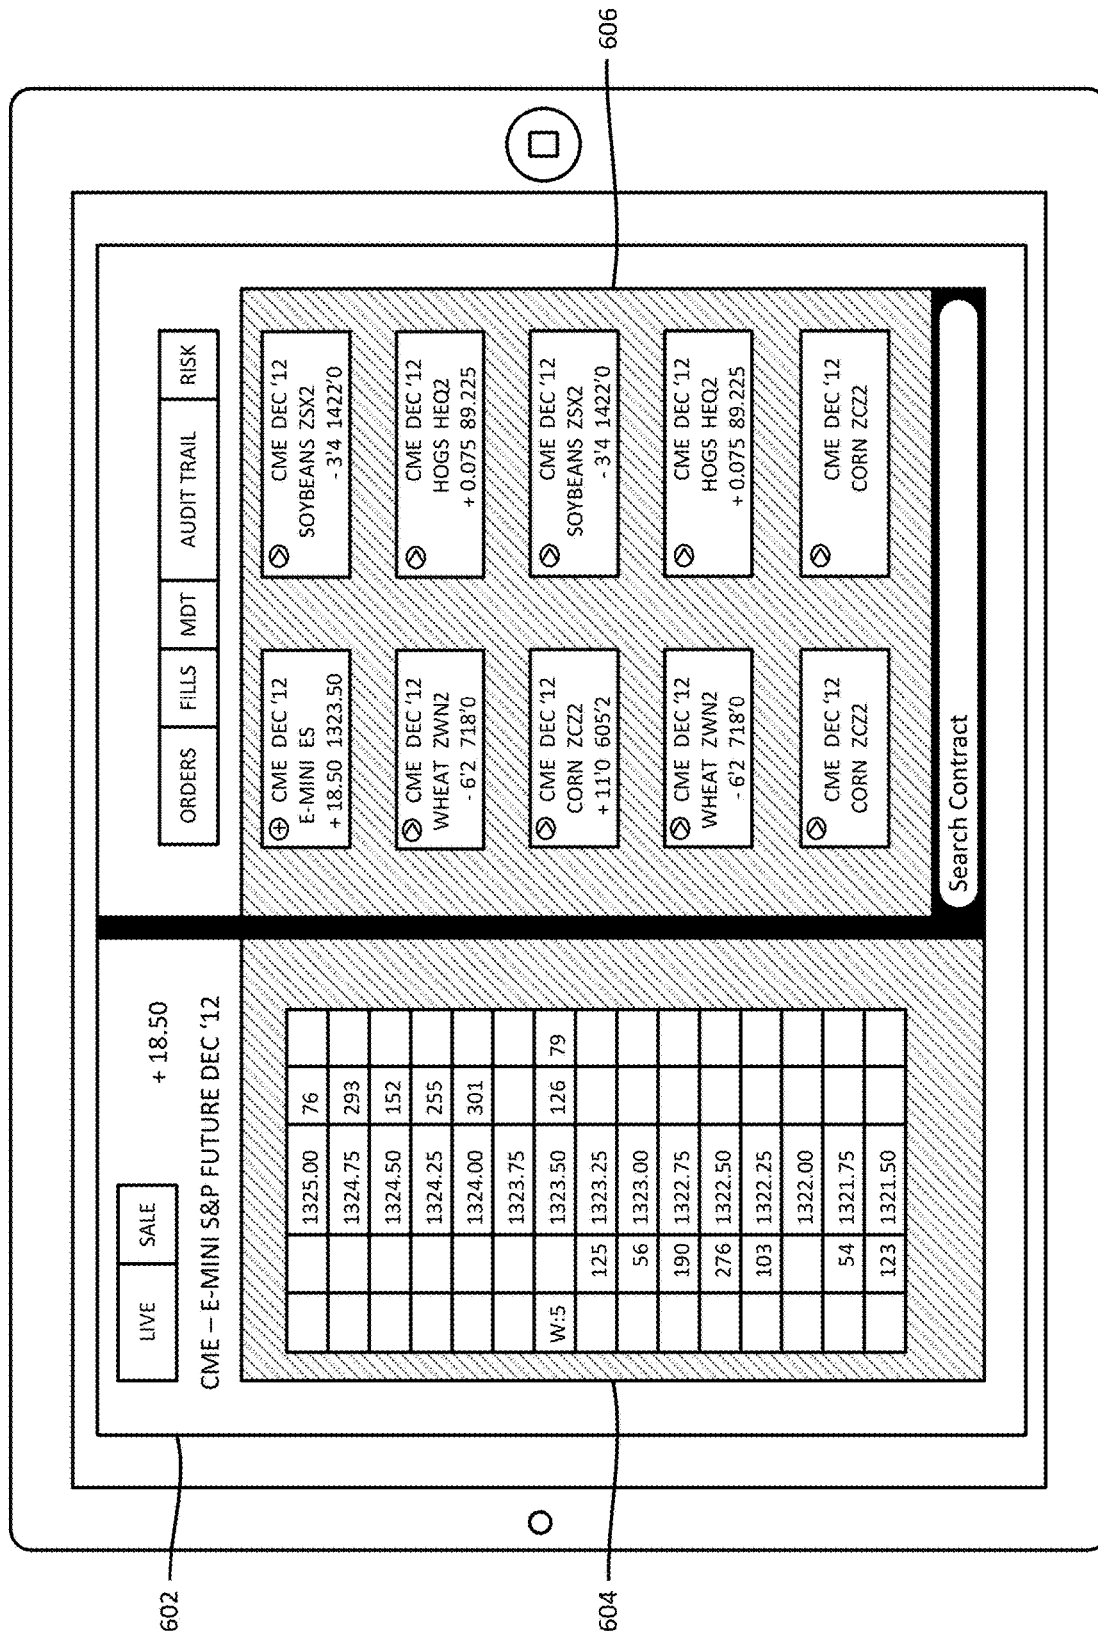 602
LIVE SALE
+ 18.50
CME – E-MINI S&P FUTURE DEC '12
604
1325.00 76
1324.75 293
1324.50 152
1324.25 255
1324.00 301
1323.75
W:5 1323.50 126 79
125 1323.25
56 1323.00
190 1322.75
276 1322.50
103 1322.25
1322.00
54 1321.75
123 1321.50
ORDERS FILLS MDT AUDIT TRAIL RISK
606
CME DEC '12
E-MINI ES
+ 18.50 1323.50
CME DEC '12
SOYBEANS ZSX2
- 3'4 1422'0
CME DEC '12
WHEAT ZWN2
- 6'2 718'0
CME DEC '12
HOGS HEQ2
+ 0.075 89.225
CME DEC '12
CORN ZCZ2
+ 11'0 605'2
CME DEC '12
SOYBEANS ZSX2
- 3'4 1422'0
CME DEC '12
WHEAT ZWN2
- 6'2 718'0
CME DEC '12
HOGS HEQ2
+ 0.075 89.225
CME DEC '12
CORN ZCZ2
CME DEC '12
CORN ZCZ2
Search Contract